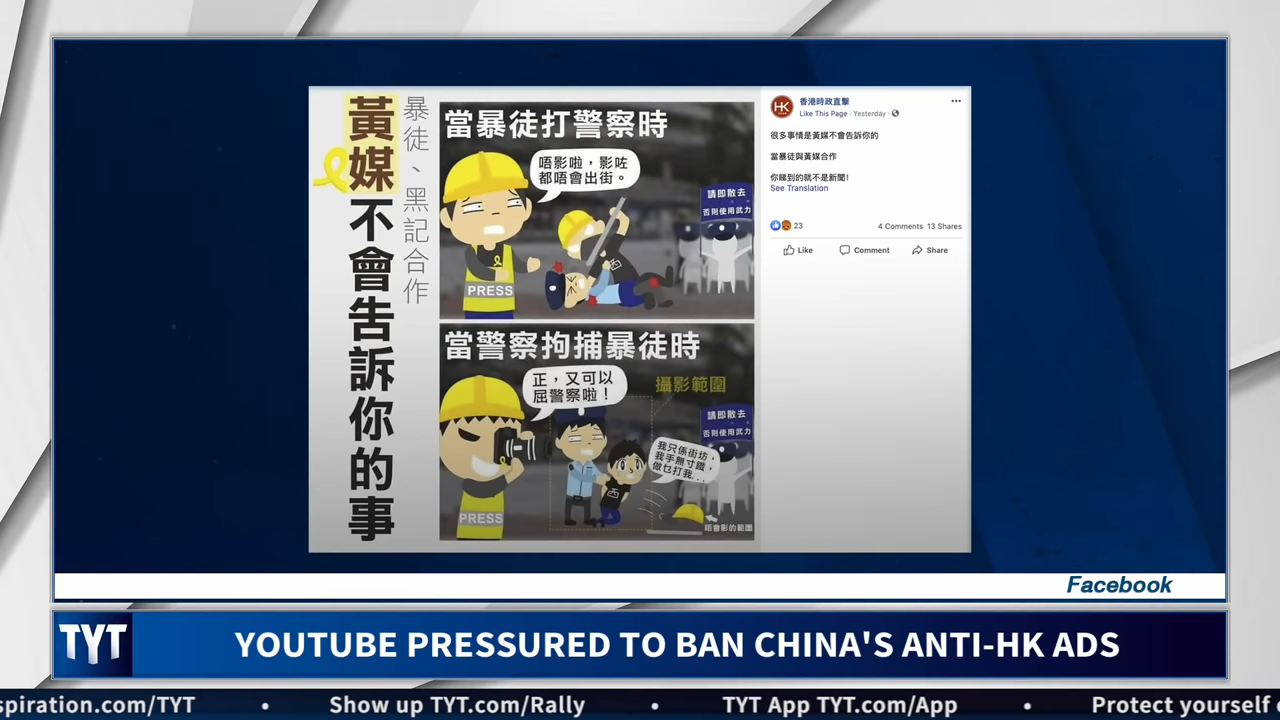 黃媒不會告訴你的事
暴徒、黑記合作
當暴徒打警察時
唔影啦，影咗
都唔會出街。
請即散去
否則使用武力
西
PRESS
當警察拘捕暴徒時
正，又可以
屈警察啦！
攝影範圍
請即散去
否則使用武力
我只係街坊，
我手無寸鐵，
做乜打我...
西
PRESS
唔會影的範圍
HK
香港時政直擊
Like This Page · Yesterday ·
很多事情是黃媒不會告訴你的
當暴徒與黃媒合作
你睇到的就不是新聞！
See Translation
23
4 Comments 13 Shares
Like Comment Share
Facebook
TYT
YOUTUBE PRESSURED TO BAN CHINA'S ANTI-HK ADS
spiration.com/TYT • Show up TYT.com/Rally • TYT App TYT.com/App • Protect yourself